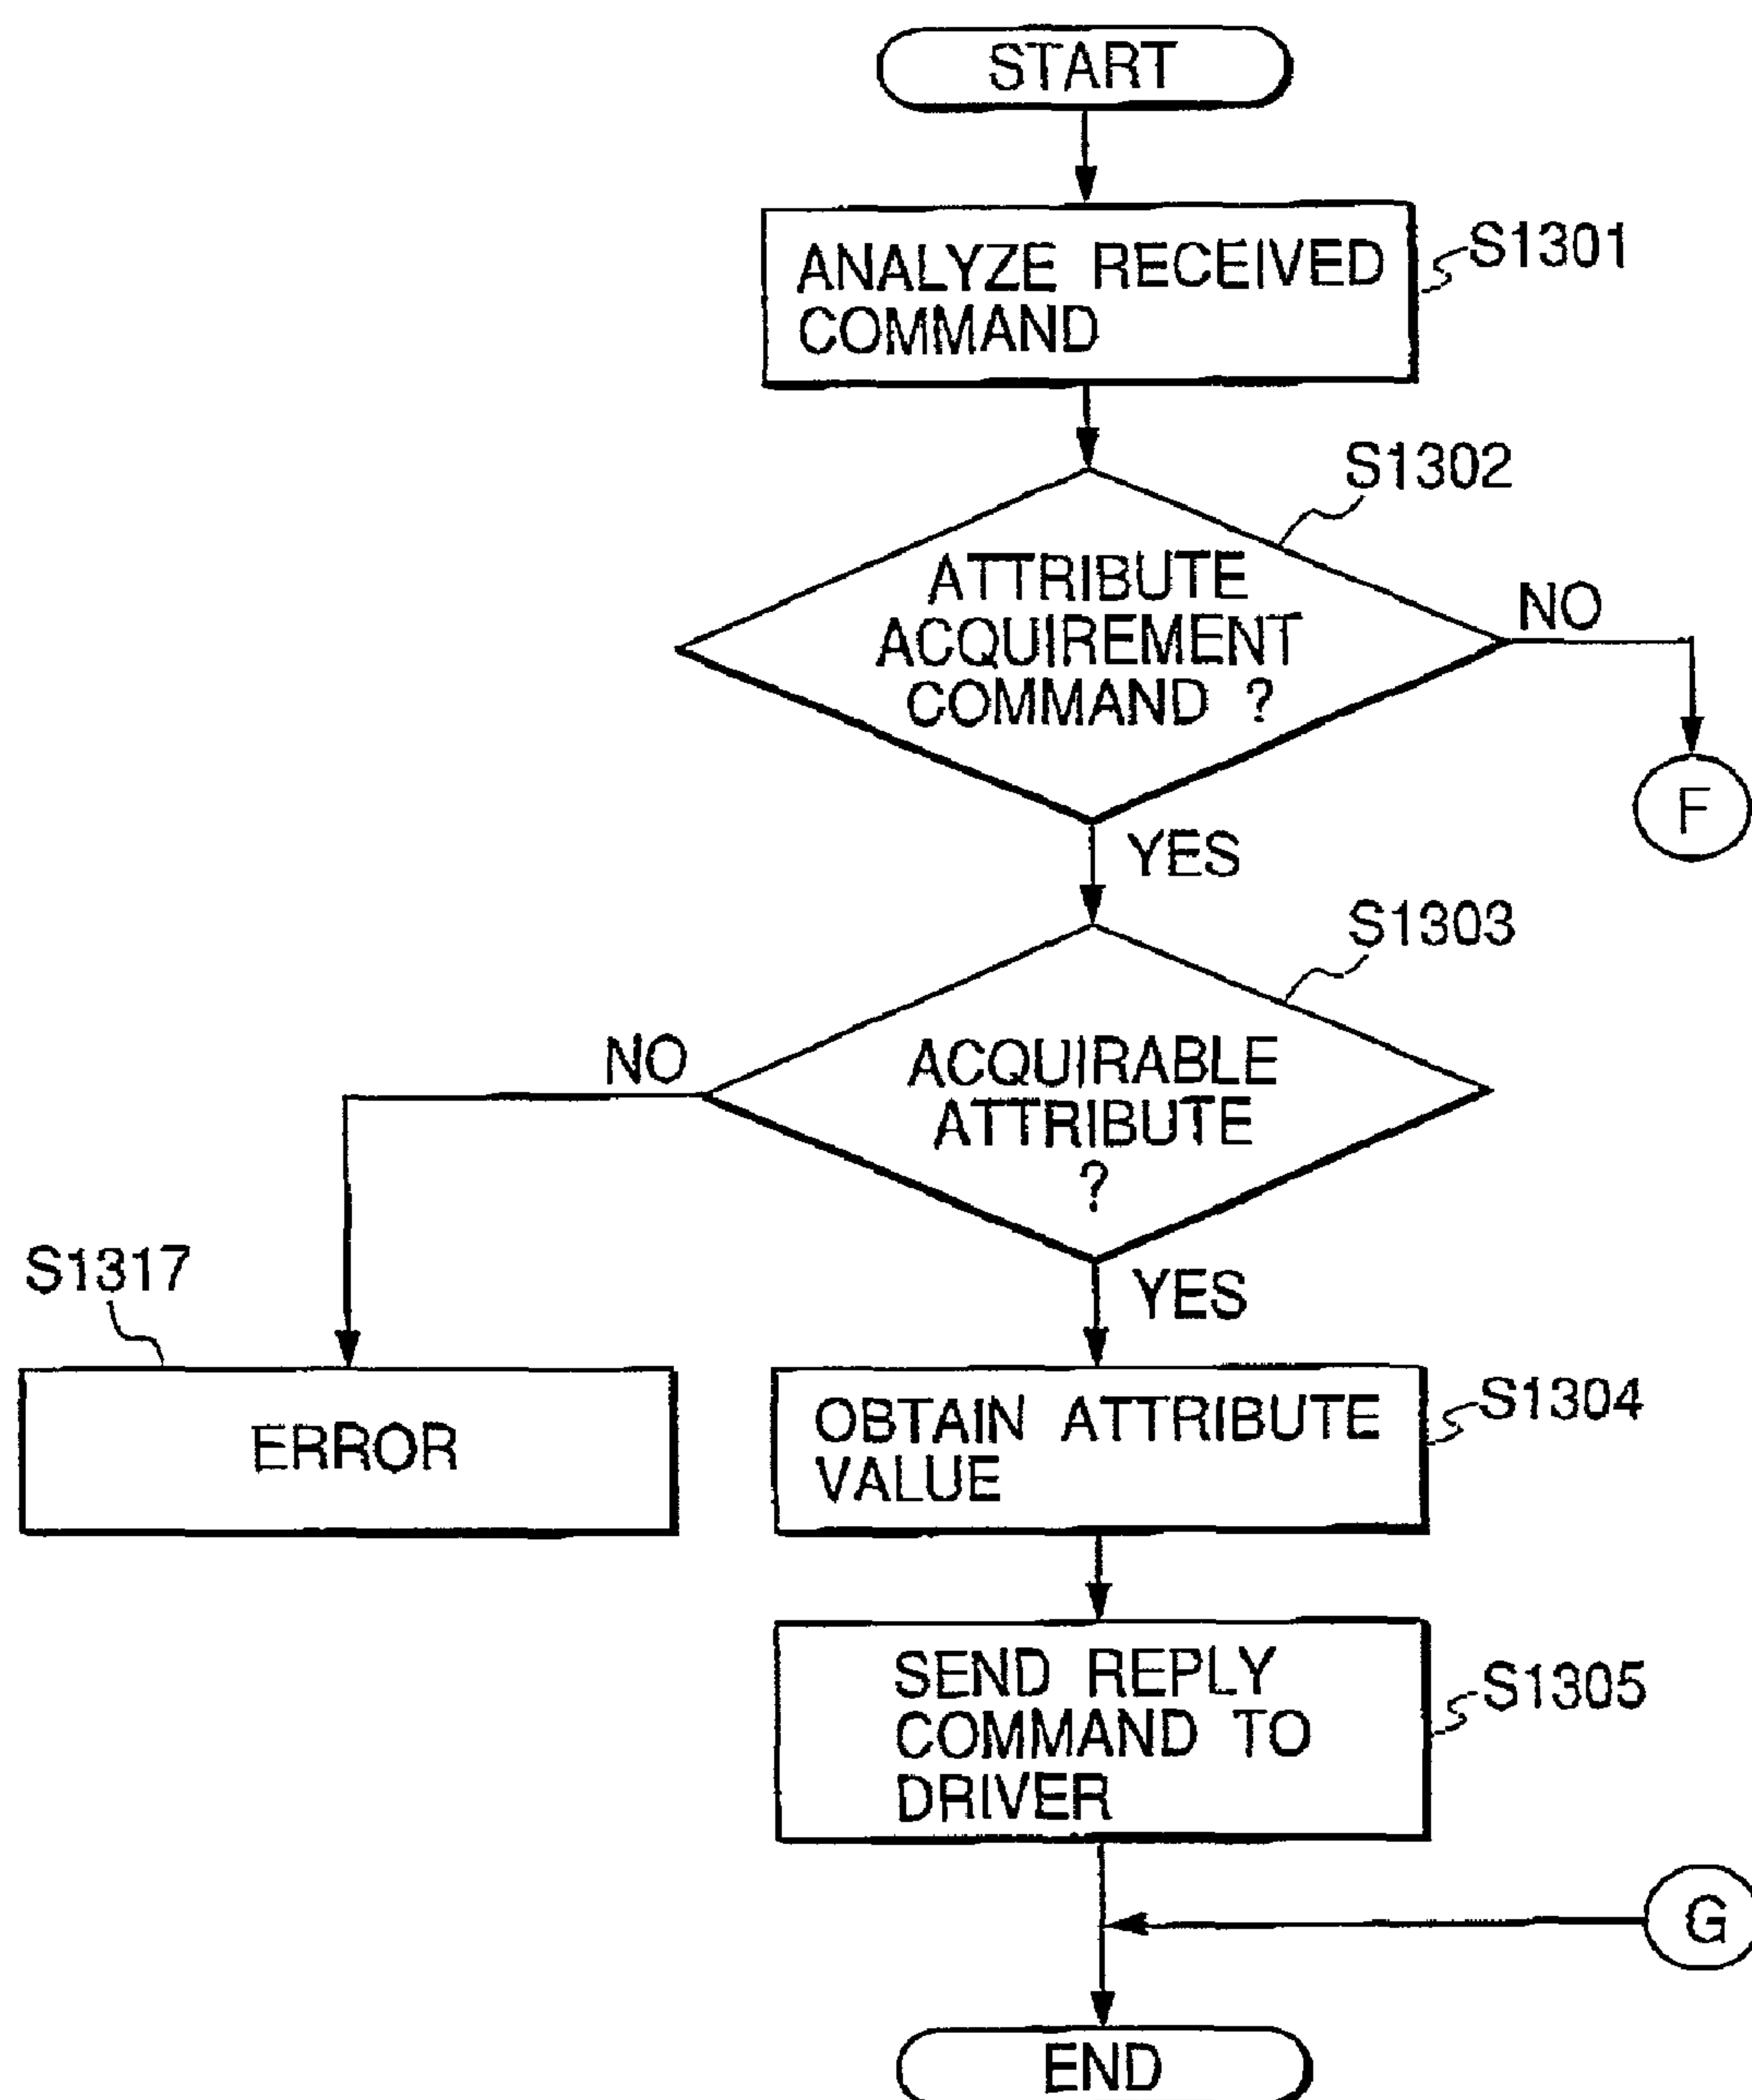 START
ANALYZE RECEIVED
COMMAND
S1301
S1302
ATTRIBUTE
ACQUIREMENT
COMMAND ?
NO
F
YES
S1303
ACQUIRABLE
ATTRIBUTE
?
NO
YES
S1317
ERROR
OBTAIN ATTRIBUTE
VALUE
S1304
SEND REPLY
COMMAND TO
DRIVER
S1305
G
END